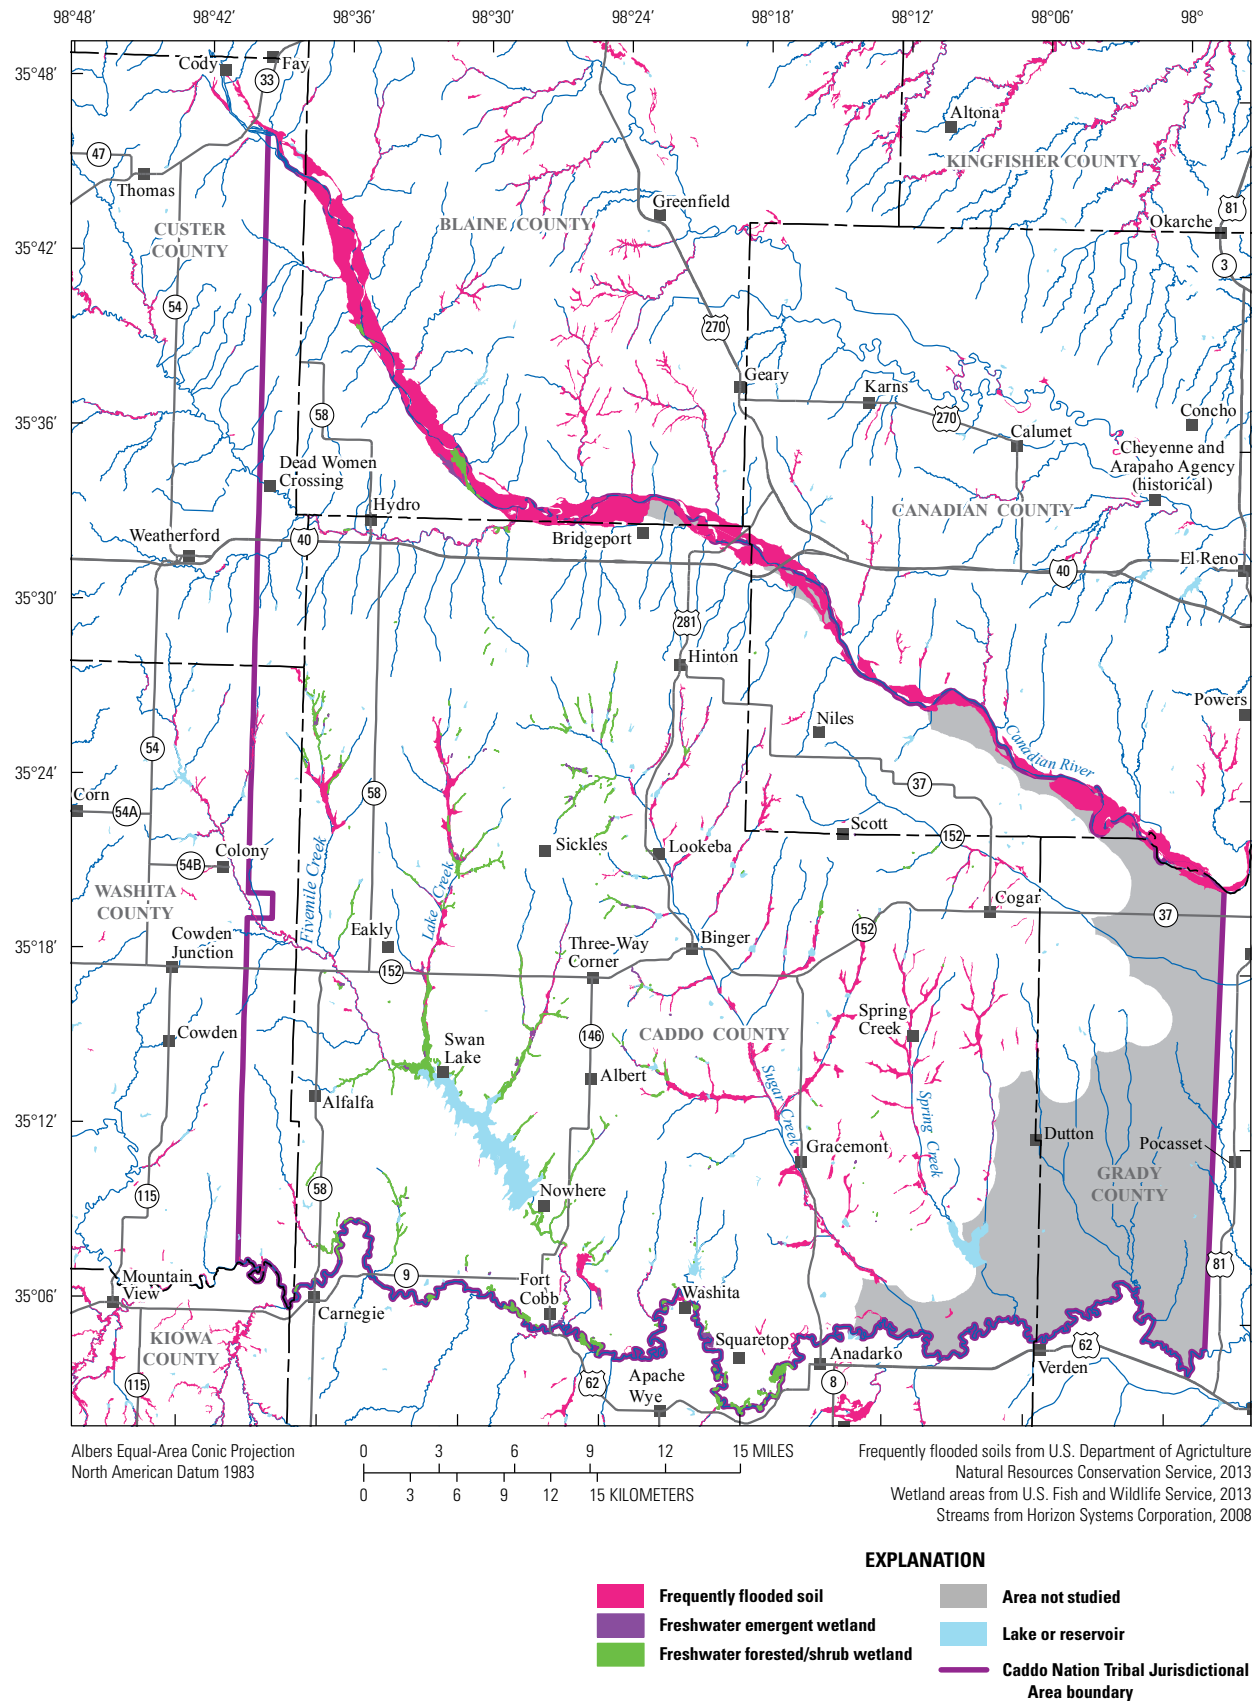 98°48′ 98°42′ 98°36′ 98°30′ 98°24′ 98°18′ 98°12′ 98°06′ 98°
35°48′
35°42′
35°36′
35°30′
35°24′
35°18′
35°12′
35°06′
Cody
Fay
33
Altona
47
Thomas
KINGFISHER COUNTY
Greenfield
81
Okarche
CUSTER
COUNTY
BLAINE COUNTY
3
54
270
Geary
Karns
58
270
Concho
Calumet
Dead Women
Crossing
Cheyenne and
Arapaho Agency
(historical)
Hydro
CANADIAN COUNTY
Weatherford
40
Bridgeport
El Reno
40
281
Hinton
Powers
Niles
54
Canadian River
58
37
Corn
54A
Scott
152
Sickles
Lookeba
Colony
54B
WASHITA
COUNTY
Fivemile Creek
Lake Creek
Cogar
37
Eakly
Cowden
Junction
Three-Way
Corner
Binger
152
152
Spring
Creek
Cowden
Swan
Lake
146
CADDO COUNTY
Albert
Sugar Creek
Spring Creek
Alfalfa
Dutton
Pocasset
Gracemont
GRADY
COUNTY
115
58
Nowhere
81
9
Mountain
View
Fort
Cobb
Washita
Carnegie
KIOWA
COUNTY
Squaretop
Anadarko
62
Verden
115
62
Apache
Wye
8
Albers Equal-Area Conic Projection
North American Datum 1983
0 3 6 9 12 15 MILES
0 3 6 9 12 15 KILOMETERS
Frequently flooded soils from U.S. Department of Agriclture
Natural Resources Conservation Service, 2013
Wetland areas from U.S. Fish and Wildlife Service, 2013
Streams from Horizon Systems Corporation, 2008
EXPLANATION
Frequently flooded soil
Freshwater emergent wetland
Freshwater forested/shrub wetland
Area not studied
Lake or reservoir
Caddo Nation Tribal Jurisdictional
Area boundary